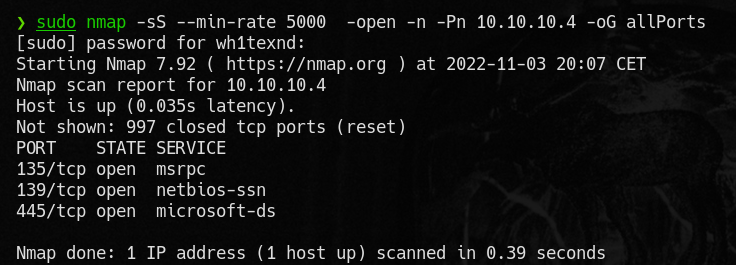 ❯ sudo nmap -sS --min-rate 5000  -open -n -Pn 10.10.10.4 -oG allPorts
[sudo] password for wh1texnd:
Starting Nmap 7.92 ( https://nmap.org ) at 2022-11-03 20:07 CET
Nmap scan report for 10.10.10.4
Host is up (0.035s latency).
Not shown: 997 closed tcp ports (reset)
PORT    STATE SERVICE
135/tcp open  msrpc
139/tcp open  netbios-ssn
445/tcp open  microsoft-ds
Nmap done: 1 IP address (1 host up) scanned in 0.39 seconds